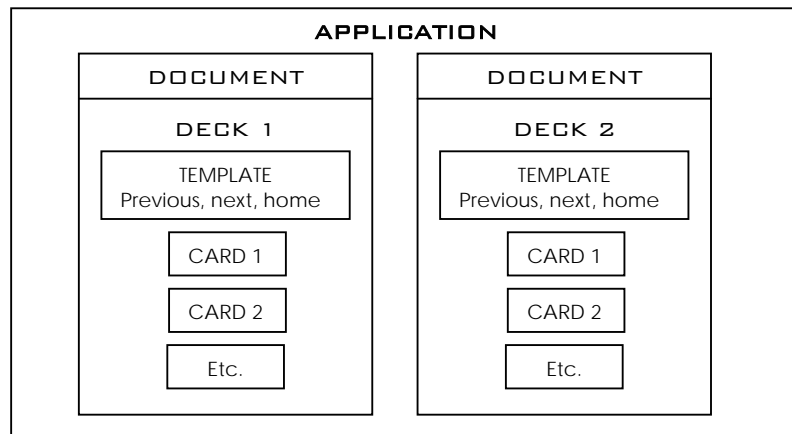 APPLICATION
DOCUMENT
DECK 1
TEMPLATE
Previous, next, home
CARD 1
CARD 2
Etc.
DOCUMENT
DECK 2
TEMPLATE
Previous, next, home
CARD 1
CARD 2
Etc.